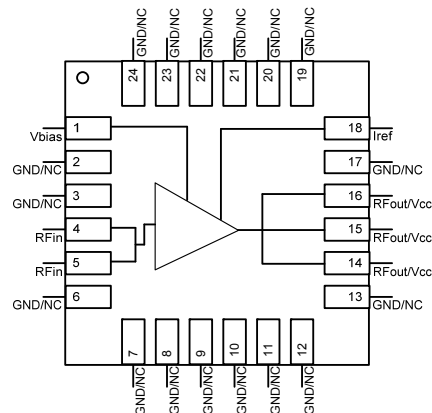 GND/NC GND/NC GND/NC GND/NC GND/NC GND/NC
24 23 22 21 20 19
Vbias 1 18 Iref
GND/NC 2 17 GND/NC
GND/NC 3 16 RFout/Vcc
RFin 4 15 RFout/Vcc
RFin 5 14 RFout/Vcc
GND/NC 6 13 GND/NC
7 8 9 10 11 12
GND/NC GND/NC GND/NC GND/NC GND/NC GND/NC